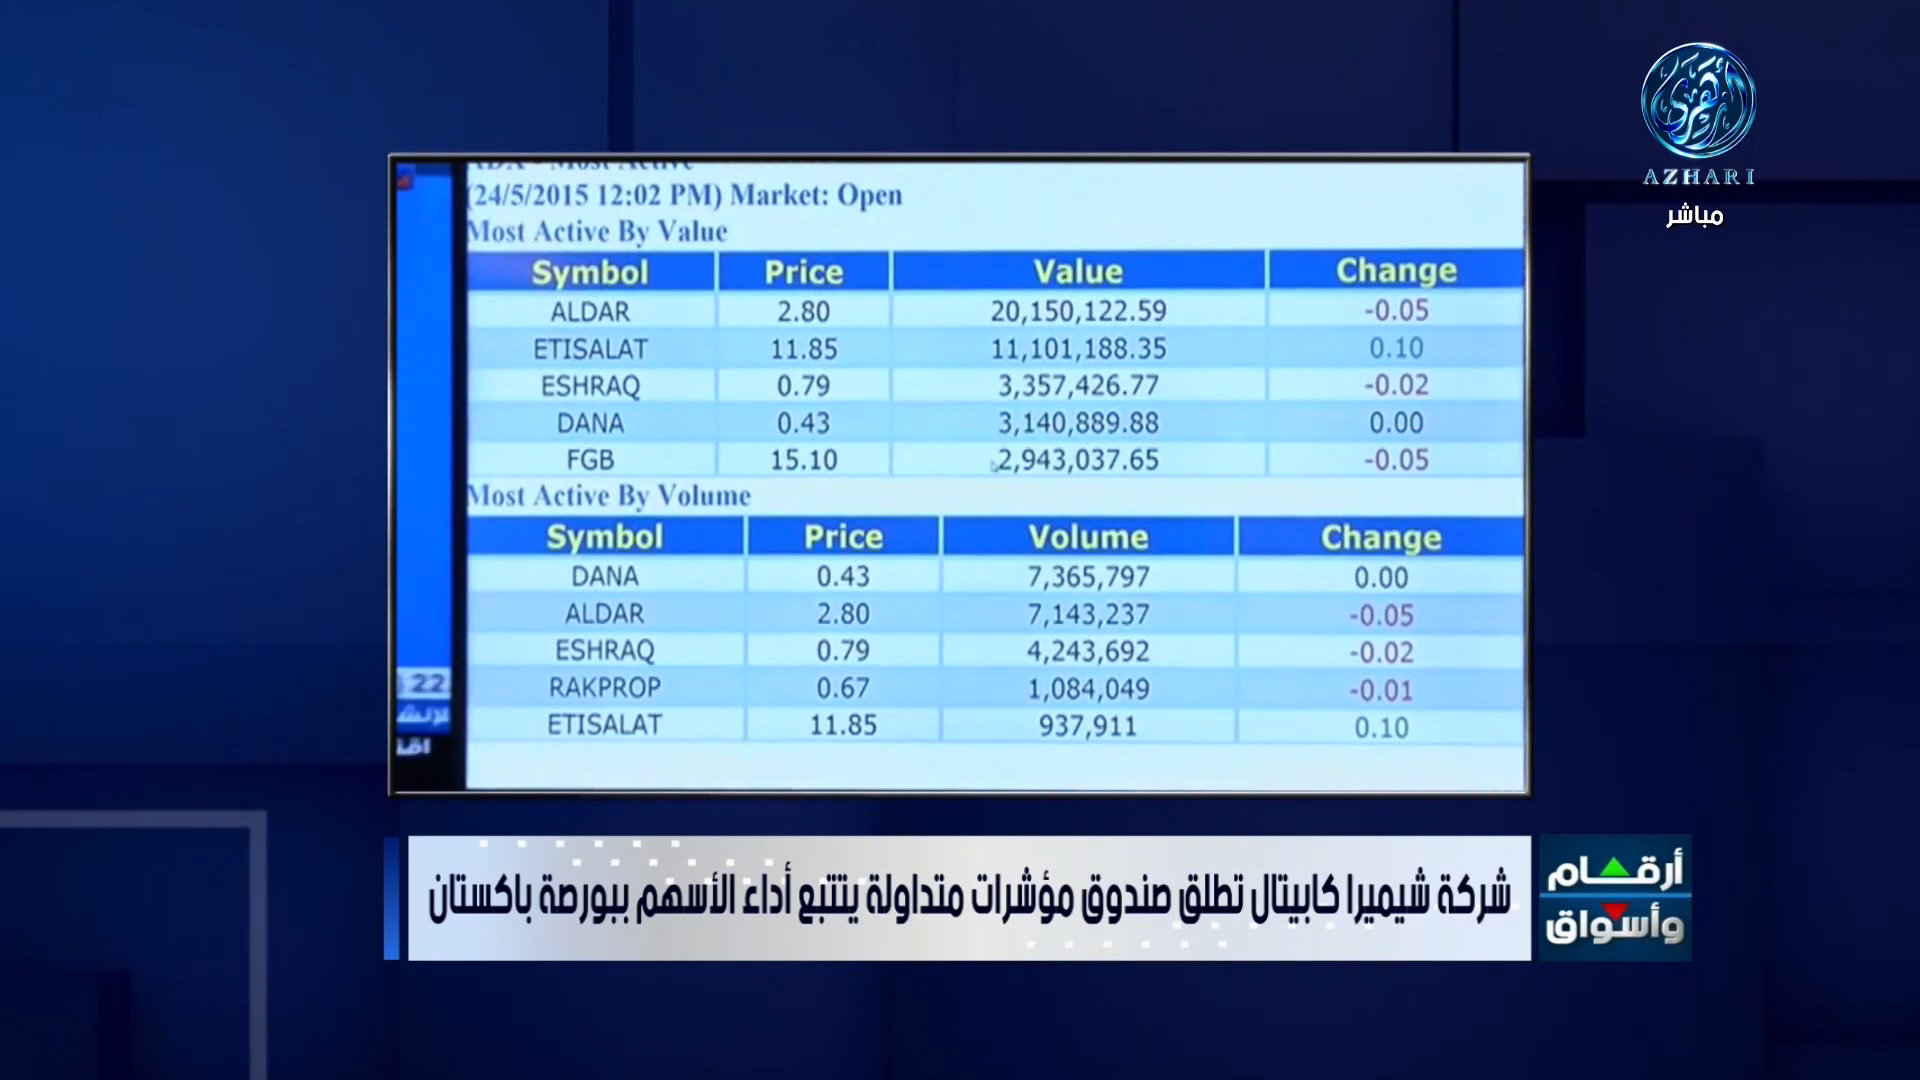 AZHARI
مباشر
ADX - Most Active
(24/5/2015 12:02 PM) Market: Open
Most Active By Value
Symbol Price Value Change
ALDAR 2.80 20,150,122.59 -0.05
ETISALAT 11.85 11,101,188.35 0.10
ESHRAQ 0.79 3,357,426.77 -0.02
DANA 0.43 3,140,889.88 0.00
FGB 15.10 2,943,037.65 -0.05
Most Active By Volume
Symbol Price Volume Change
DANA 0.43 7,365,797 0.00
ALDAR 2.80 7,143,237 -0.05
ESHRAQ 0.79 4,243,692 -0.02
RAKPROP 0.67 1,084,049 -0.01
ETISALAT 11.85 937,911 0.10
22
شركة شيميرا كابيتال تطلق صندوق مؤشرات متداولة يتتبع أداء الأسهم ببورصة باكستان
أرقام
وأسواق